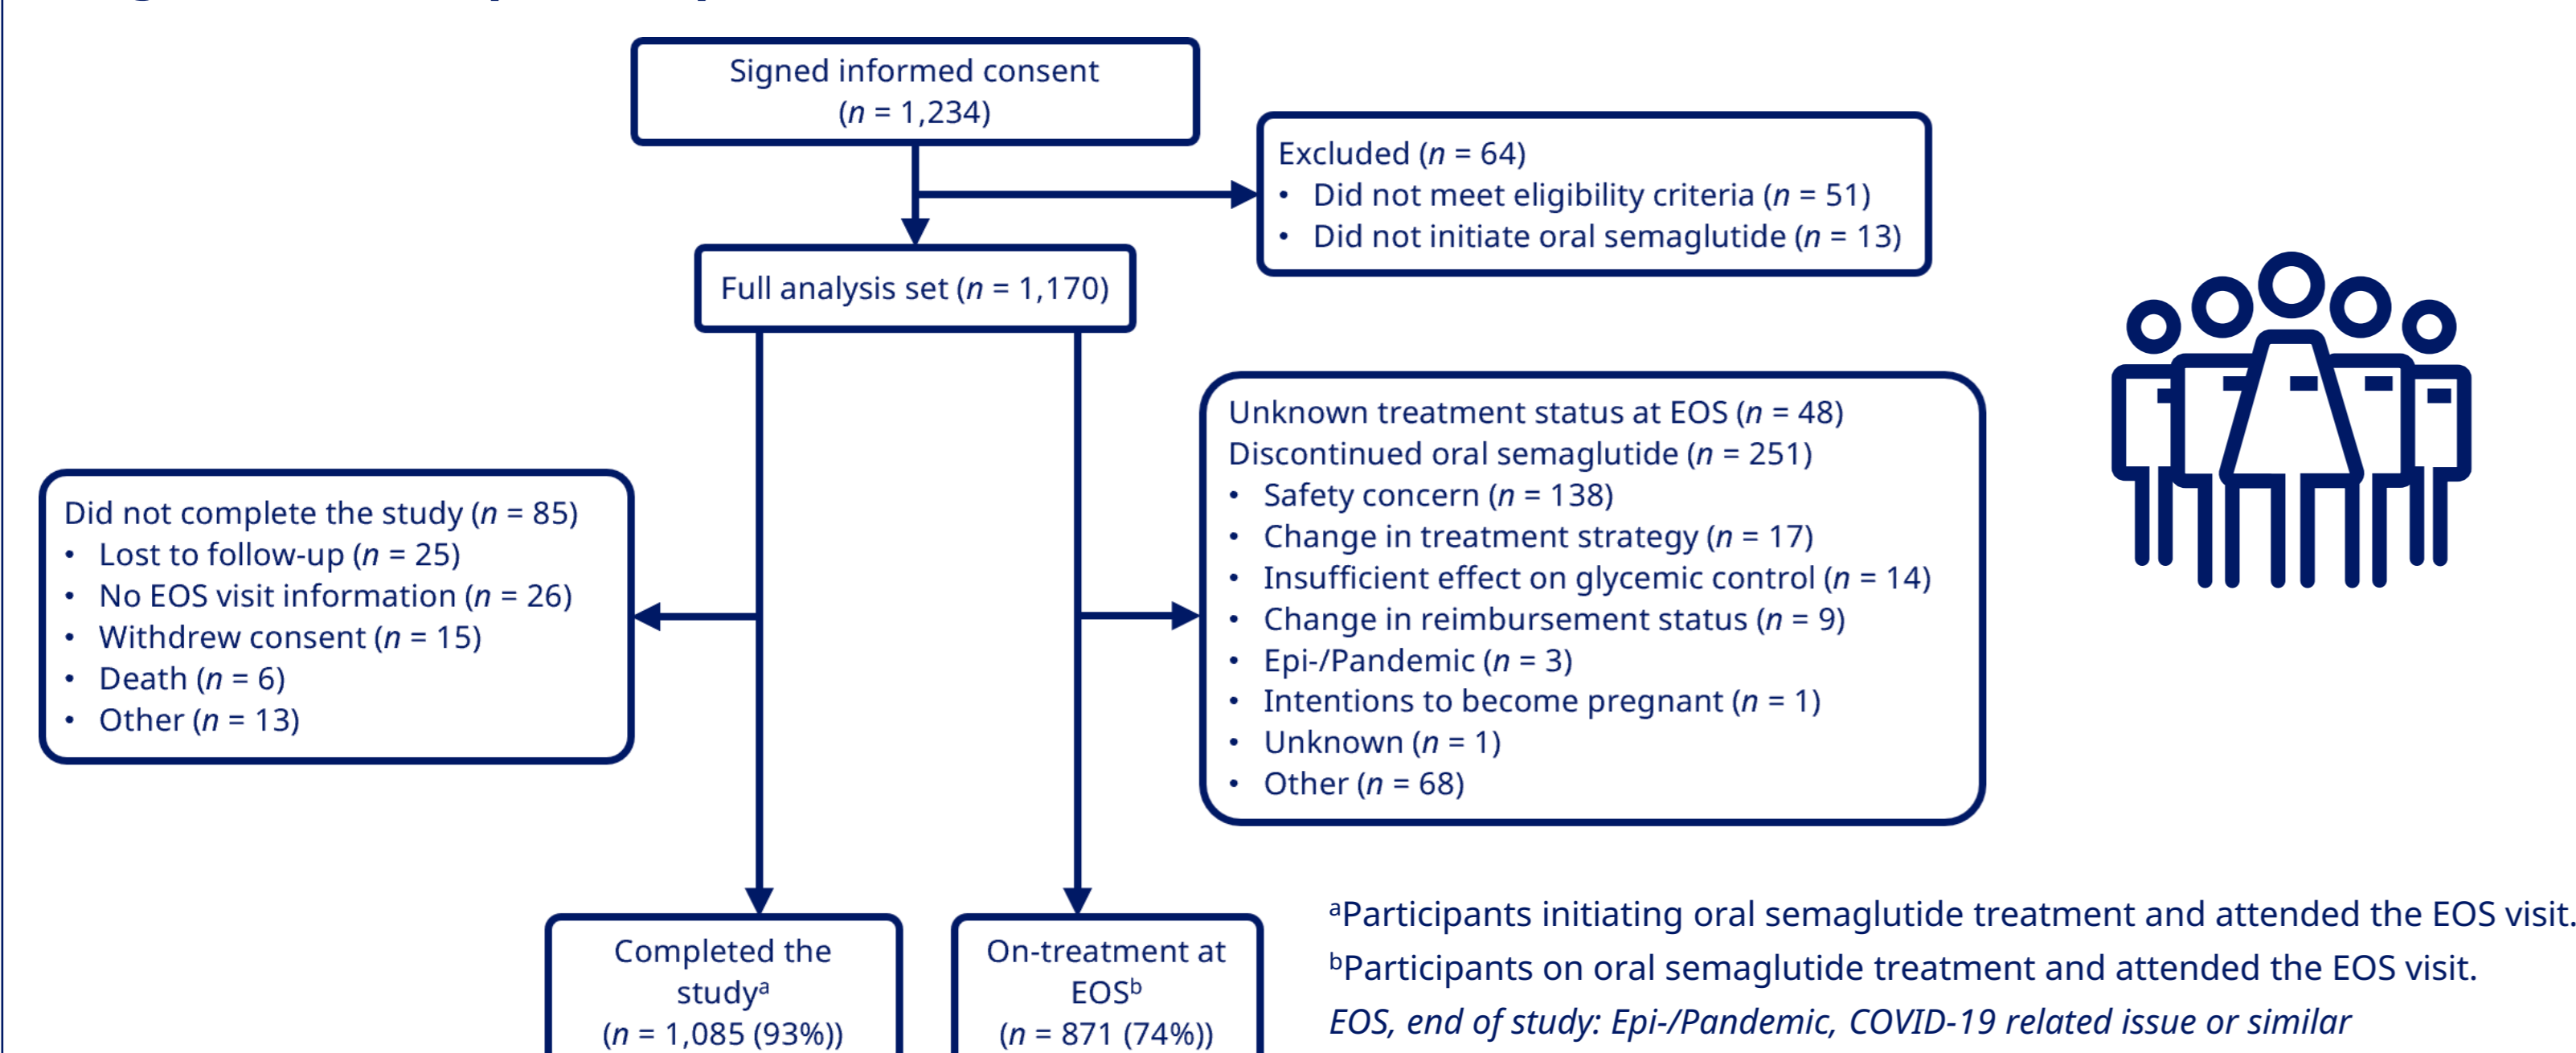 Signed informed consent
(n = 1,234)
Excluded (n = 64)
• Did not meet eligibility criteria (n = 51)
• Did not initiate oral semaglutide (n = 13)
Full analysis set (n = 1,170)
Did not complete the study (n = 85)
• Lost to follow-up (n = 25)
• No EOS visit information (n = 26)
• Withdrew consent (n = 15)
• Death (n = 6)
• Other (n = 13)
Unknown treatment status at EOS (n = 48)
Discontinued oral semaglutide (n = 251)
• Safety concern (n = 138)
• Change in treatment strategy (n = 17)
• Insufficient effect on glycemic control (n = 14)
• Change in reimbursement status (n = 9)
• Epi-/Pandemic (n = 3)
• Intentions to become pregnant (n = 1)
• Unknown (n = 1)
• Other (n = 68)
Completed the
studyᵃ
(n = 1,085 (93%))
On-treatment at
EOSᵇ
(n = 871 (74%))
ᵃParticipants initiating oral semaglutide treatment and attended the EOS visit.
ᵇParticipants on oral semaglutide treatment and attended the EOS visit.
EOS, end of study: Epi-/Pandemic, COVID-19 related issue or similar